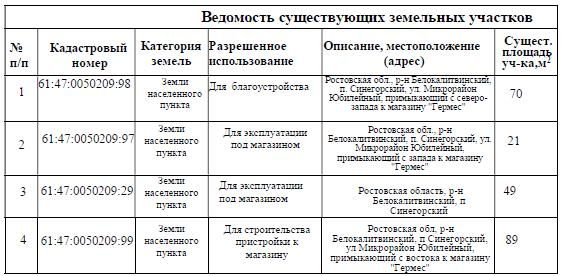 Ведомость существующих земельных участков
№ п/п
Кадастровый номер
Категория земель
Разрешенное использование
Описание, местоположение (адрес)
Сущест. площадь уч-ка,м2
1
61:47:0050209:98
Земли
населенного
пункта
Для благоустройства
Ростовская обл., р-н Белокалитвинский,
п. Синегорский, ул. Микрорайон
Юбилейный, примыкающий с северо-
запада к магазину "Гермес"
70
2
61:47:0050209:97
Земли
населенного
пункта
Для эксплуатации
под магазином
Ростовская обл., р-н
Белокалитвинский, п. Синегорский, ул.
Микрорайон Юбилейный,
примыкающий с запада к магазину
"Гермес"
21
3
61:47:0050209:29
Земли
населенного
пункта
Для эксплуатации
под магазином
Ростовская область, р-н
Белокалитвинский, п
Синегорский
49
4
61:47:0050209:99
Земли
населенного
пункта
Для строительства
пристройки к
магазину
Ростовская обл, р-н
Белокалитвинский, п Синегорский,
ул Микрорайон Юбилейный,
примыкающий с востока к магазину
"Гермес"
89